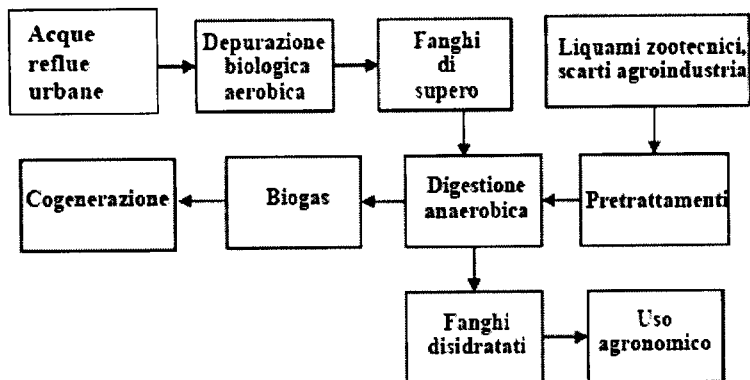 Acque
reflue
urbane
Depurazione
biologica
aerobica
Fanghi
di
supero
Liquami zootecnici,
scarti agroindustria
Cogenerazione
Biogas
Digestione
anaerobica
Pretrattamenti
Fanghi
disidratati
Uso
agronomico